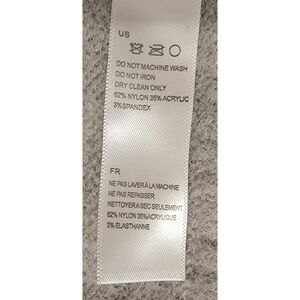 US
DO NOT MACHINE WASH
DO NOT IRON
DRY CLEAN ONLY
62% NYLON 35% ACRYLIC
3%SPANDEX
FR
NE PAS LAVER À LA MACHINE
NE PAS REPASSER
NETTOYER A SEC SEULEMENT
62% NYLON 35%ACRYLIQUE
3% ELASTHANNE